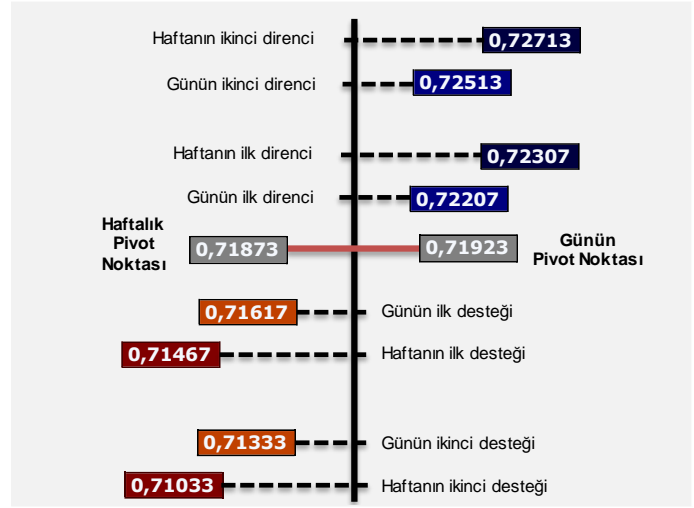 Haftanın ikinci direnci 0,72713
Günün ikinci direnci 0,72513
Haftanın ilk direnci 0,72307
Günün ilk direnci 0,72207
Haftalık
Pivot
Noktası
0,71873 0,71923
Günün
Pivot Noktası
0,71617 Günün ilk desteği
0,71467 Haftanın ilk desteği
0,71333 Günün ikinci desteği
0,71033 Haftanın ikinci desteği